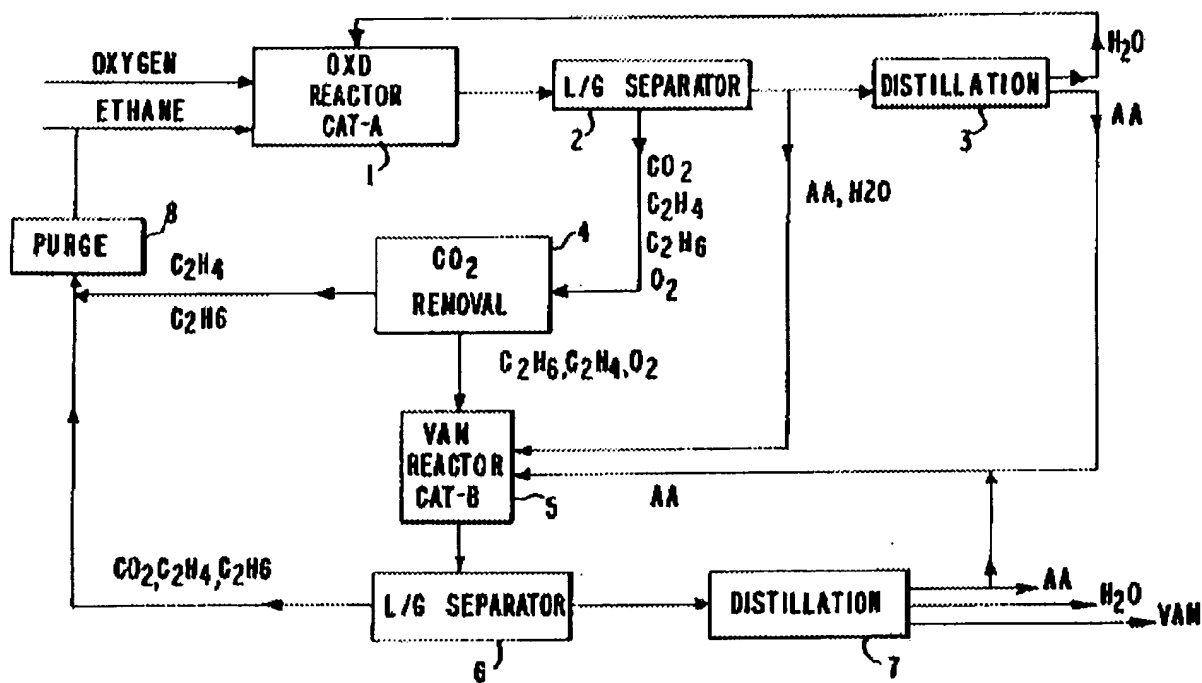 OXYGEN
ETHANE
OXD
REACTOR
CAT-A
1
L/G SEPARATOR
2
DISTILLATION
3
H2O
AA
CO2
C2H4
C2H6
O2
AA, H2O
PURGE
8
C2H4
C2H6
CO2
REMOVAL
4
C2H6,C2H4,O2
VAM
REACTOR
CAT-B
5
AA
CO2,C2H4,C2H6
L/G SEPARATOR
6
DISTILLATION
7
AA
H2O
VAM